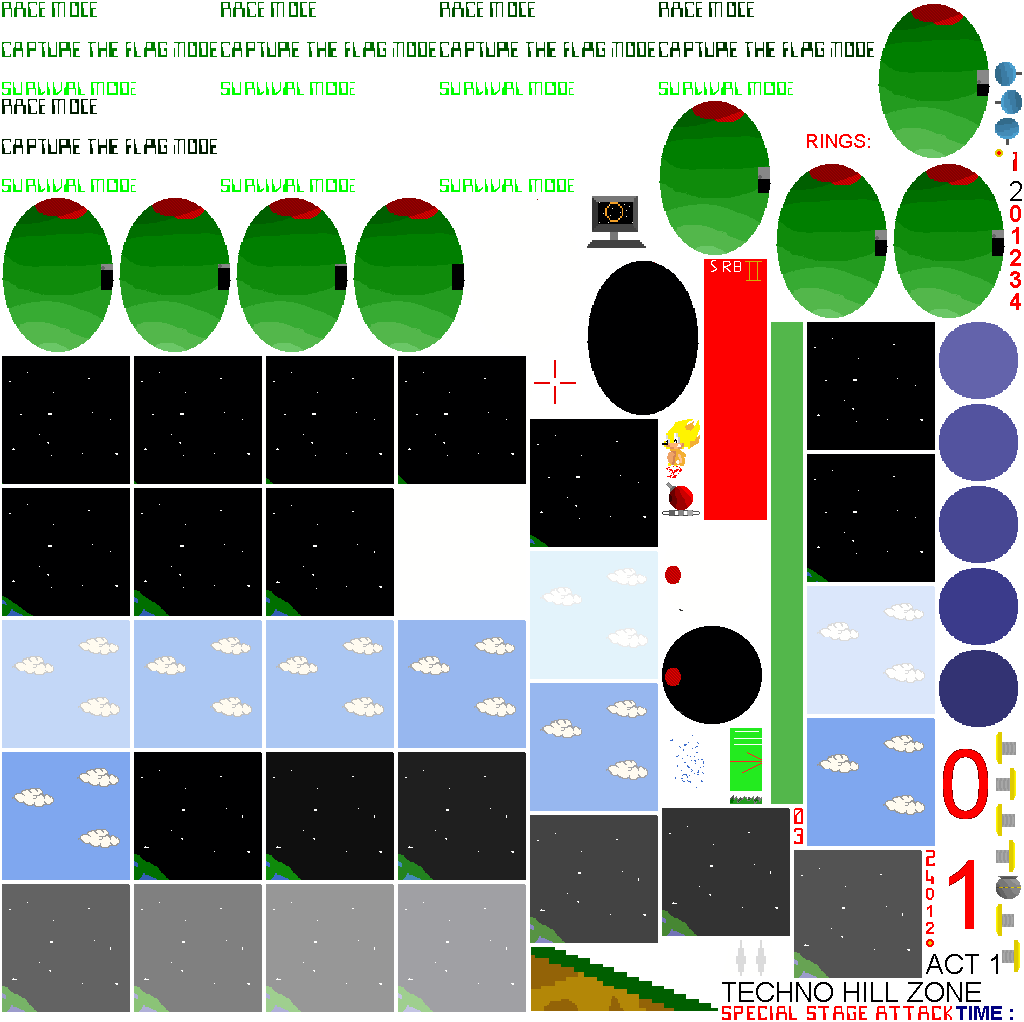 RACE MODE RACE MODE RACE MODE RACE MODE
CAPTURE THE FLAG MODE CAPTURE THE FLAG MODE CAPTURE THE FLAG MODE CAPTURE THE FLAG MODE
SURVIVAL MODE SURVIVAL MODE SURVIVAL MODE SURVIVAL MODE
RACE MODE
CAPTURE THE FLAG MODE
SURVIVAL MODE SURVIVAL MODE SURVIVAL MODE
RINGS:
1
2
0
1
2
3
4
SRB II
0
3
0
2
4
0
1
2
1
ACT 1
TECHNO HILL ZONE
SPECIAL STAGE ATTACK TIME :